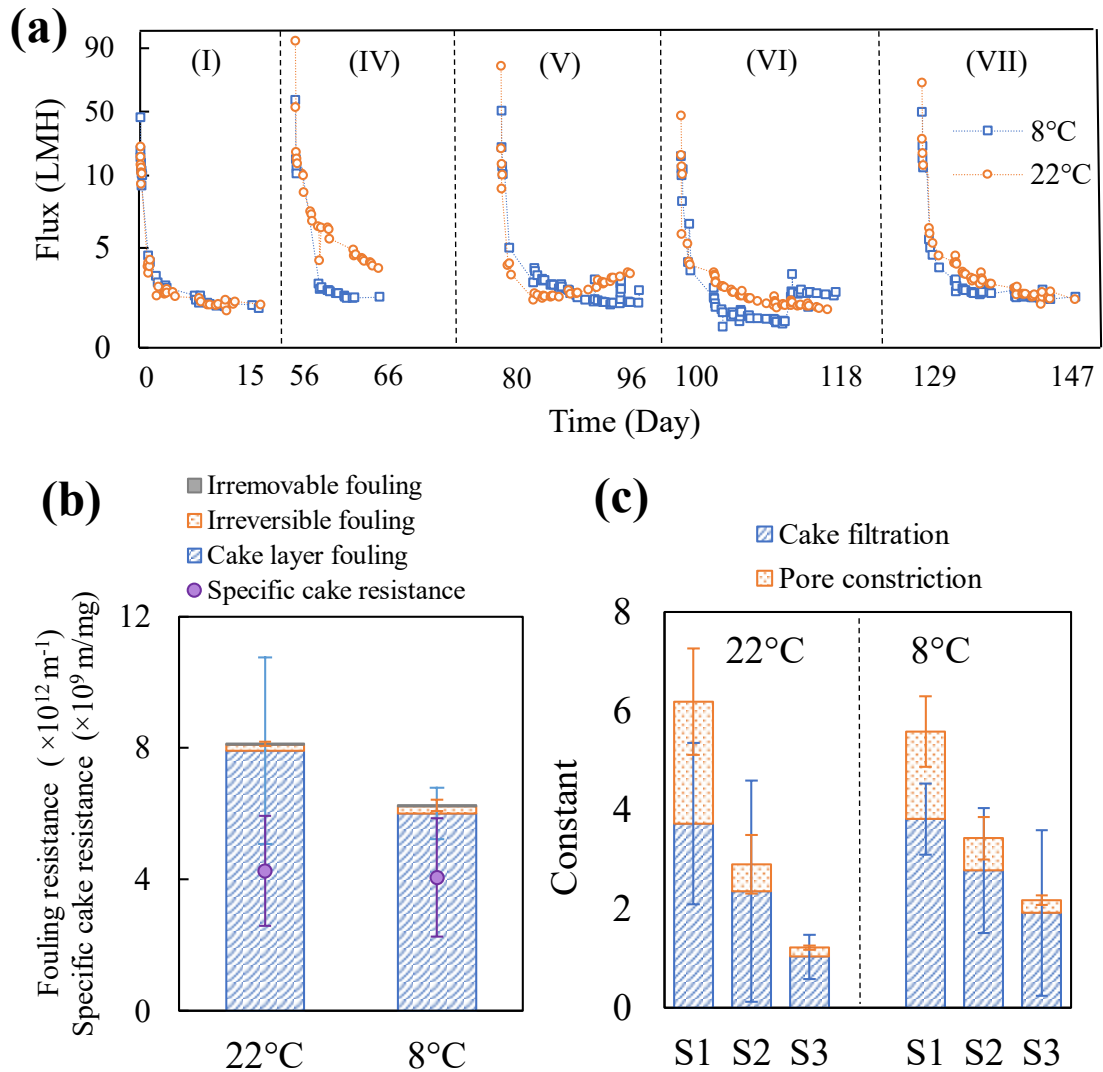 (a)
(I) (IV) (V) (VI) (VII)
Flux (LMH)
90
50
10
5
0
8°C
22°C
0 15 56 66 80 96 100 118 129 147
Time (Day)
(b)
Irremovable fouling
Irreversible fouling
Cake layer fouling
Specific cake resistance
Fouling resistance (×10¹² m⁻¹)
Specific cake resistance (×10⁹ m/mg)
12
8
4
0
22°C 8°C
(c)
Cake filtration
Pore constriction
Constant
8
6
4
2
0
22°C 8°C
S1 S2 S3 S1 S2 S3